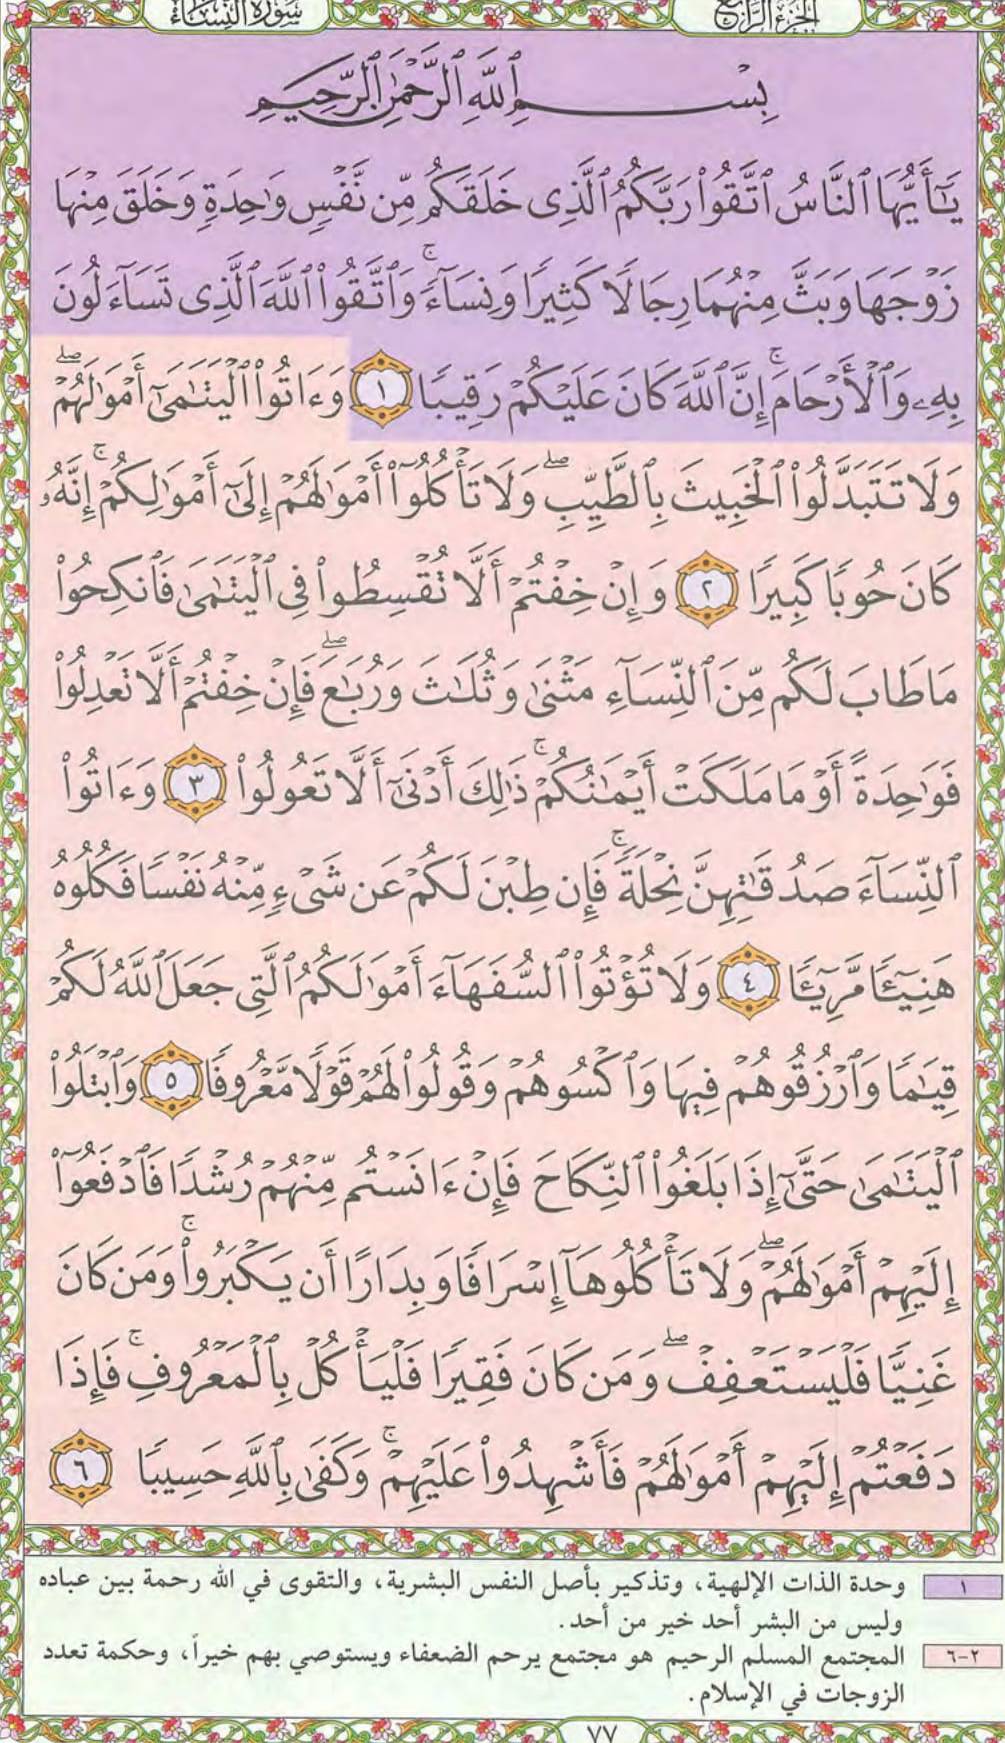 الجزء الرابع
سورة النساء
بِسْمِ ٱللَّهِ ٱلرَّحْمَٰنِ ٱلرَّحِيمِ
يَٰٓأَيُّهَا ٱلنَّاسُ ٱتَّقُوا۟ رَبَّكُمُ ٱلَّذِى خَلَقَكُم مِّن نَّفْسٍ وَٰحِدَةٍ وَخَلَقَ مِنْهَا
زَوْجَهَا وَبَثَّ مِنْهُمَا رِجَالًا كَثِيرًا وَنِسَآءً ۚ وَٱتَّقُوا۟ ٱللَّهَ ٱلَّذِى تَسَآءَلُونَ
بِهِۦ وَٱلْأَرْحَامَ ۚ إِنَّ ٱللَّهَ كَانَ عَلَيْكُمْ رَقِيبًا ١ وَءَاتُوا۟ ٱلْيَتَٰمَىٰٓ أَمْوَٰلَهُمْ ۖ
وَلَا تَتَبَدَّلُوا۟ ٱلْخَبِيثَ بِٱلطَّيِّبِ ۖ وَلَا تَأْكُلُوٓا۟ أَمْوَٰلَهُمْ إِلَىٰٓ أَمْوَٰلِكُمْ ۚ إِنَّهُۥ
كَانَ حُوبًا كَبِيرًا ٢ وَإِنْ خِفْتُمْ أَلَّا تُقْسِطُوا۟ فِى ٱلْيَتَٰمَىٰ فَٱنكِحُوا۟
مَا طَابَ لَكُم مِّنَ ٱلنِّسَآءِ مَثْنَىٰ وَثُلَٰثَ وَرُبَٰعَ ۖ فَإِنْ خِفْتُمْ أَلَّا تَعْدِلُوا۟
فَوَٰحِدَةً أَوْ مَا مَلَكَتْ أَيْمَٰنُكُمْ ۚ ذَٰلِكَ أَدْنَىٰٓ أَلَّا تَعُولُوا۟ ٣ وَءَاتُوا۟
ٱلنِّسَآءَ صَدُقَٰتِهِنَّ نِحْلَةً ۚ فَإِن طِبْنَ لَكُمْ عَن شَىْءٍ مِّنْهُ نَفْسًا فَكُلُوهُ
هَنِيٓـًٔا مَّرِيٓـًٔا ٤ وَلَا تُؤْتُوا۟ ٱلسُّفَهَآءَ أَمْوَٰلَكُمُ ٱلَّتِى جَعَلَ ٱللَّهُ لَكُمْ
قِيَٰمًا وَٱرْزُقُوهُمْ فِيهَا وَٱكْسُوهُمْ وَقُولُوا۟ لَهُمْ قَوْلًا مَّعْرُوفًا ٥ وَٱبْتَلُوا۟
ٱلْيَتَٰمَىٰ حَتَّىٰٓ إِذَا بَلَغُوا۟ ٱلنِّكَاحَ فَإِنْ ءَانَسْتُم مِّنْهُمْ رُشْدًا فَٱدْفَعُوٓا۟
إِلَيْهِمْ أَمْوَٰلَهُمْ ۖ وَلَا تَأْكُلُوهَآ إِسْرَافًا وَبِدَارًا أَن يَكْبَرُوا۟ ۚ وَمَن كَانَ
غَنِيًّا فَلْيَسْتَعْفِفْ ۖ وَمَن كَانَ فَقِيرًا فَلْيَأْكُلْ بِٱلْمَعْرُوفِ ۚ فَإِذَا
دَفَعْتُمْ إِلَيْهِمْ أَمْوَٰلَهُمْ فَأَشْهِدُوا۟ عَلَيْهِمْ ۚ وَكَفَىٰ بِٱللَّهِ حَسِيبًا ٦
١ وحدة الذات الإلهية، وتذكير بأصل النفس البشرية، والتقوى في الله رحمة بين عباده
وليس من البشر أحد خير من أحد.
٢-٦ المجتمع المسلم الرحيم هو مجتمع يرحم الضعفاء ويستوصي بهم خيراً، وحكمة تعدد
الزوجات في الإسلام.
٧٧